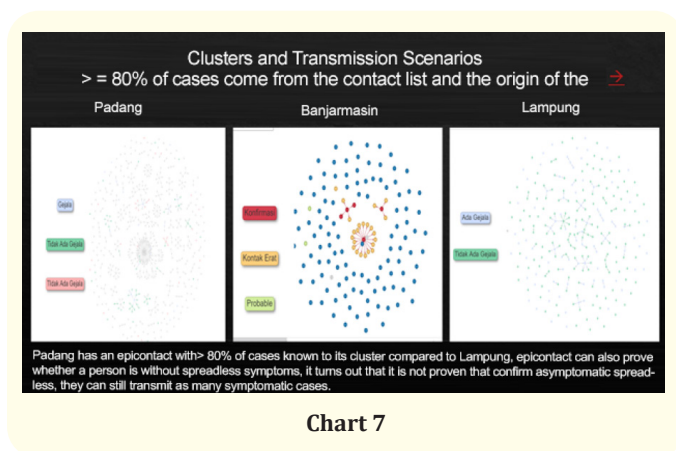 Clusters and Transmission Scenarios
> = 80% of cases come from the contact list and the origin of the →
Padang
Banjarmasin
Lampung
Gejala
Tidak Ada Gejala
Tidak Ada Gejala
Konfirmasi
Kontak Erat
Probable
Ada Gejala
Tidak Ada Gejala
Padang has an epicontact with> 80% of cases known to its cluster compared to Lampung, epicontact can also prove
whether a person is without spreadless symptoms, it turns out that it is not proven that confirm asymptomatic spread-
less, they can still transmit as many symptomatic cases.
Chart 7